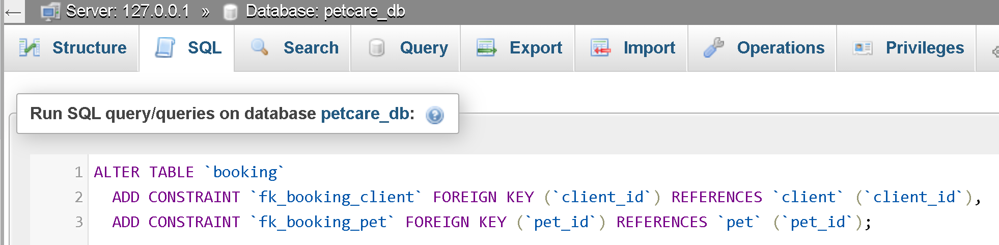 ← Server: 127.0.0.1 » Database: petcare_db
Structure SQL Search Query Export Import Operations Privileges
Run SQL query/queries on database petcare_db:
1 ALTER TABLE `booking`
2 ADD CONSTRAINT `fk_booking_client` FOREIGN KEY (`client_id`) REFERENCES `client` (`client_id`),
3 ADD CONSTRAINT `fk_booking_pet` FOREIGN KEY (`pet_id`) REFERENCES `pet` (`pet_id`);